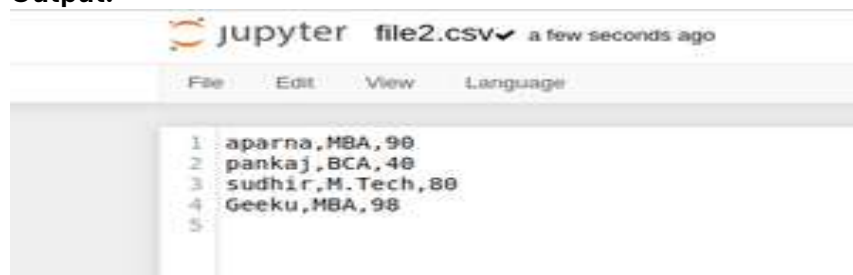 Output:
jupyter file2.csv✔ a few seconds ago
File Edit View Language
1 aparna,MBA,90
2 pankaj,BCA,40
3 sudhir,M.Tech,80
4 Geeku,MBA,98
5